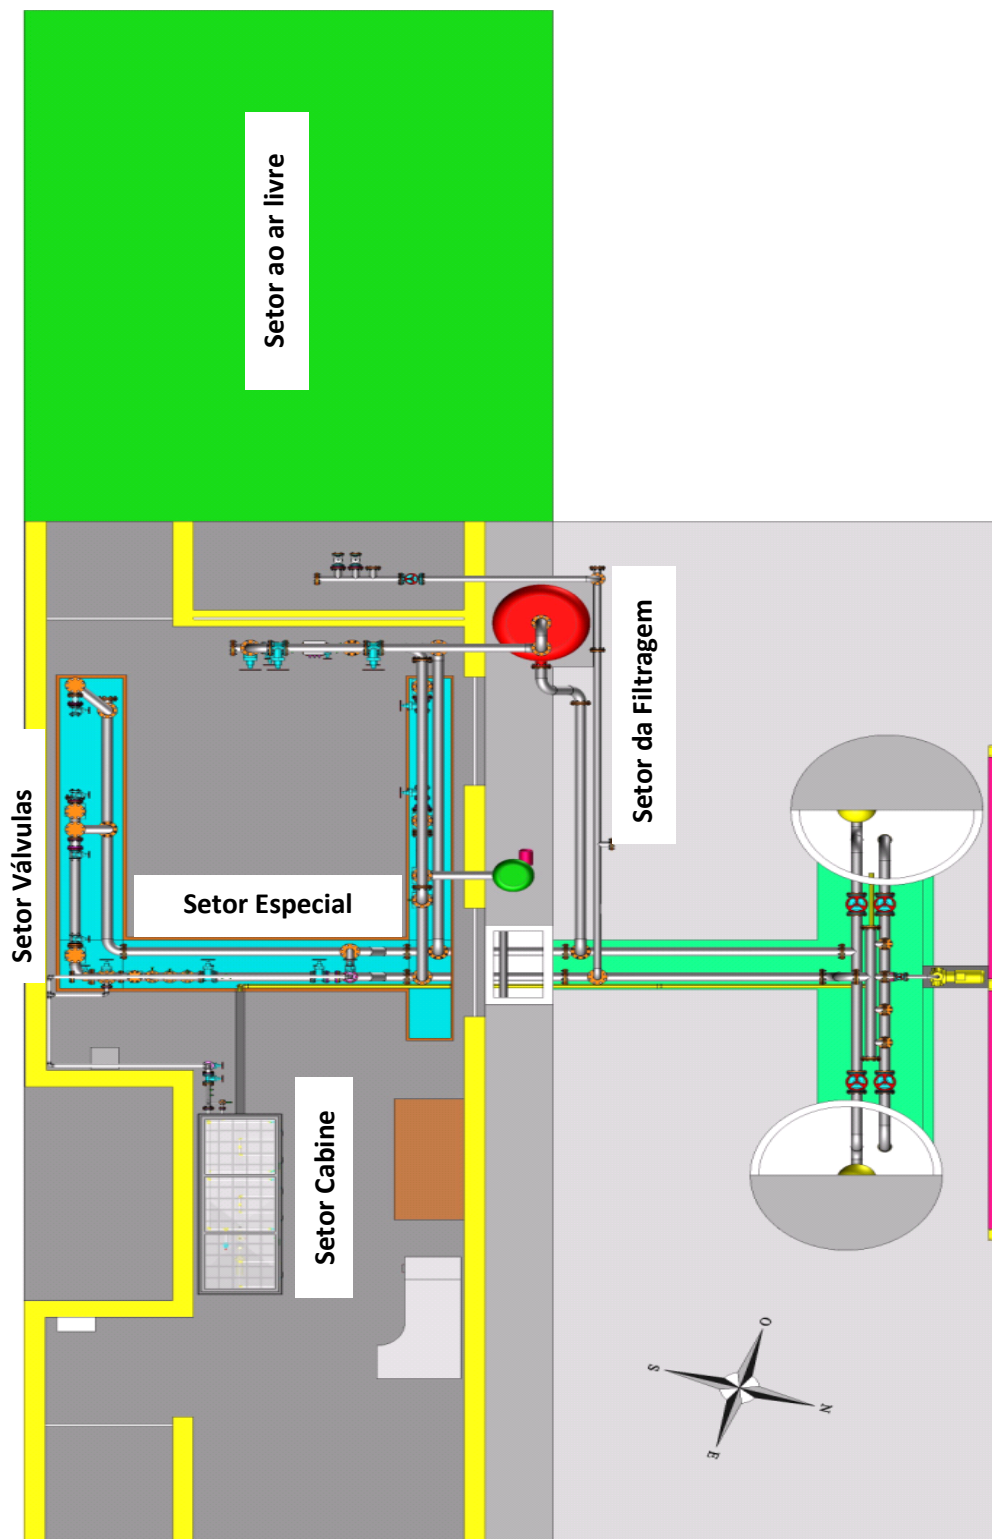 Setor ao ar livre
Setor da Filtragem
Setor Válvulas
Setor Especial
Setor Cabine
O
S
N
E